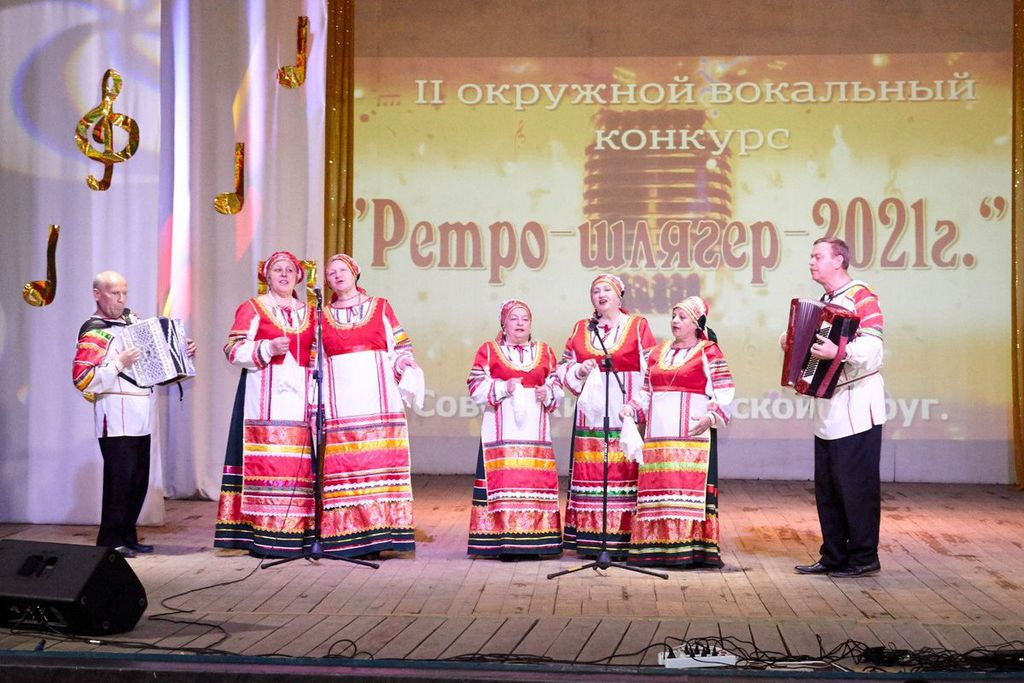 II окружной вокальный
конкурс
"Ретро-шлягер-2021г."